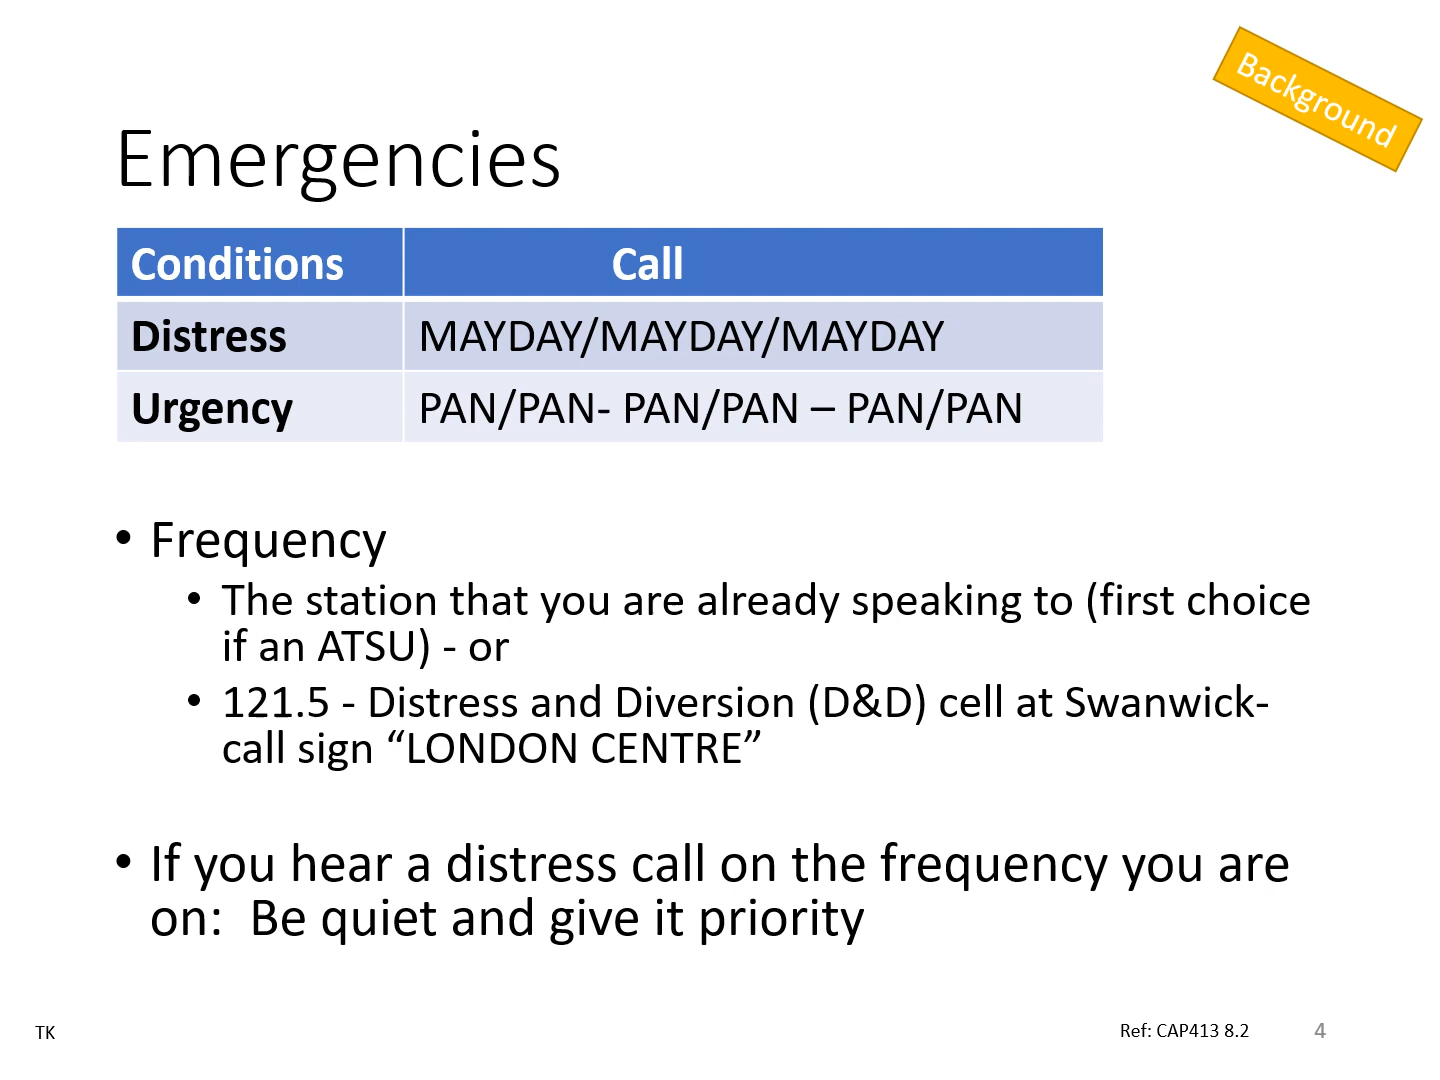 Background
Emergencies
Conditions Call
Distress MAYDAY/MAYDAY/MAYDAY
Urgency PAN/PAN- PAN/PAN – PAN/PAN
• Frequency
• The station that you are already speaking to (first choice
if an ATSU) - or
• 121.5 - Distress and Diversion (D&D) cell at Swanwick-
call sign “LONDON CENTRE”
• If you hear a distress call on the frequency you are
on:  Be quiet and give it priority
TK Ref: CAP413 8.2 4